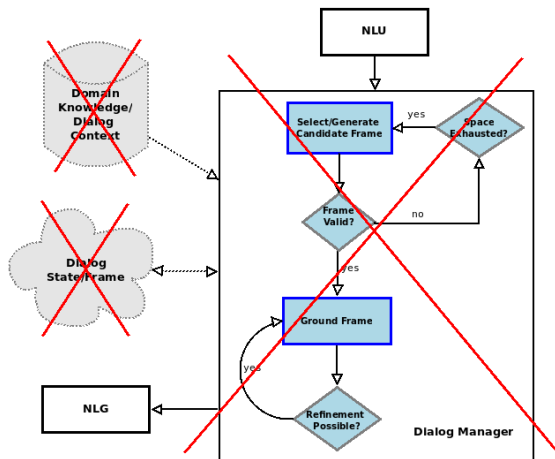 NLU
Domain
Knowledge/
Dialog
Context
Select/Generate
Candidate Frame
yes
Space
Exhausted?
Frame
Valid?
no
yes
Dialog
State/Frame
Ground Frame
yes
NLG
Refinement
Possible?
Dialog Manager